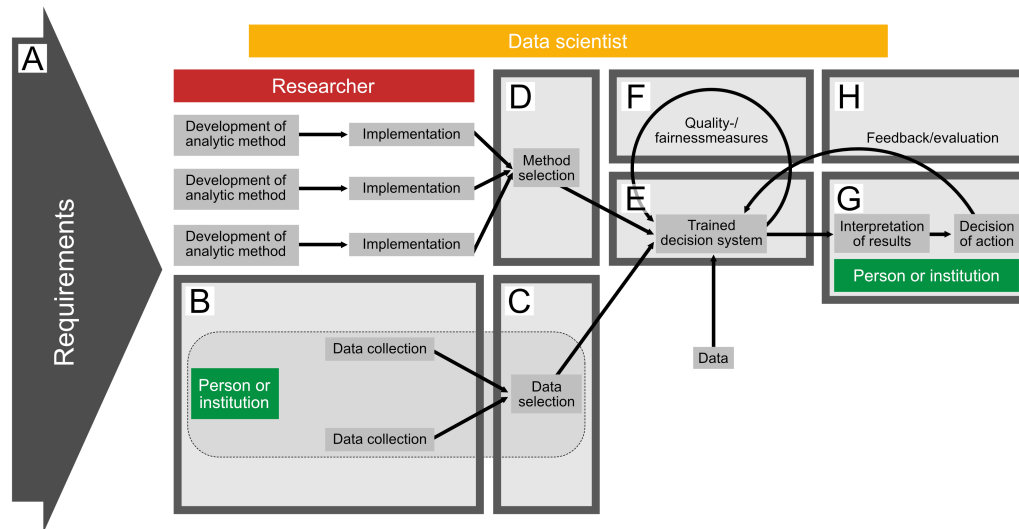 A
Requirements
Data scientist
Researcher
Development of
analytic method
Implementation
Development of
analytic method
Implementation
Development of
analytic method
Implementation
D
Method
selection
F
Quality-/
fairnessmeasures
H
Feedback/evaluation
E
Trained
decision system
G
Interpretation
of results
Decision
of action
Person or institution
B
Data collection
Person or
institution
Data collection
C
Data
selection
Data